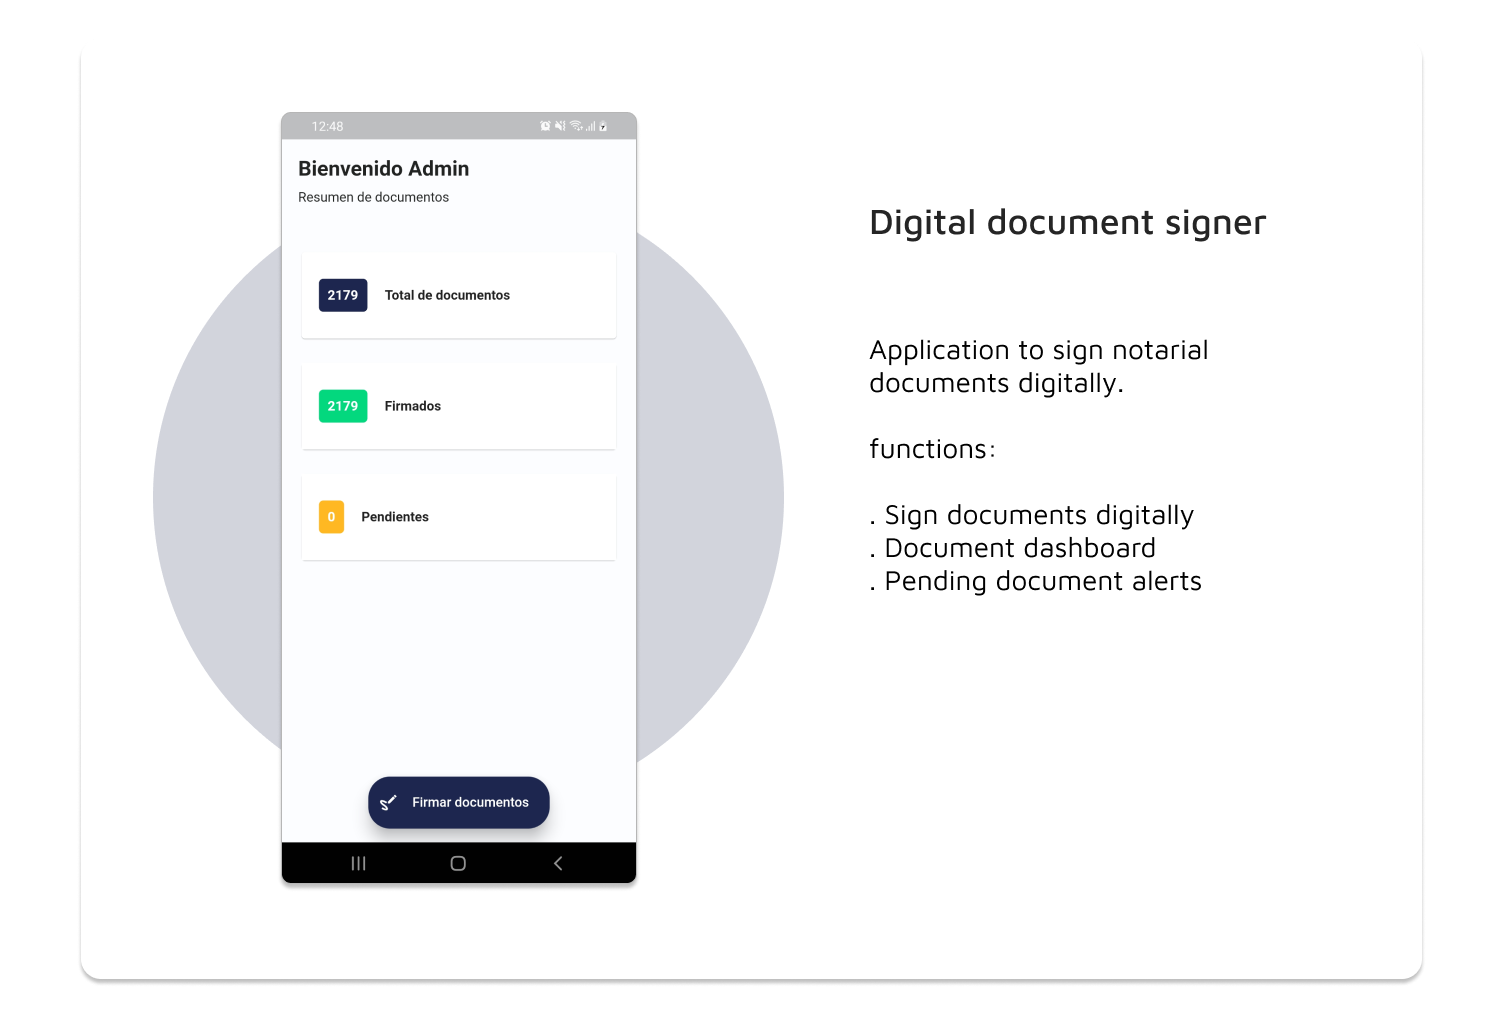 12:48
Bienvenido Admin
Resumen de documentos
2179 Total de documentos
2179 Firmados
0 Pendientes
Firmar documentos
Digital document signer
Application to sign notarial
documents digitally.
functions:
. Sign documents digitally
. Document dashboard
. Pending document alerts